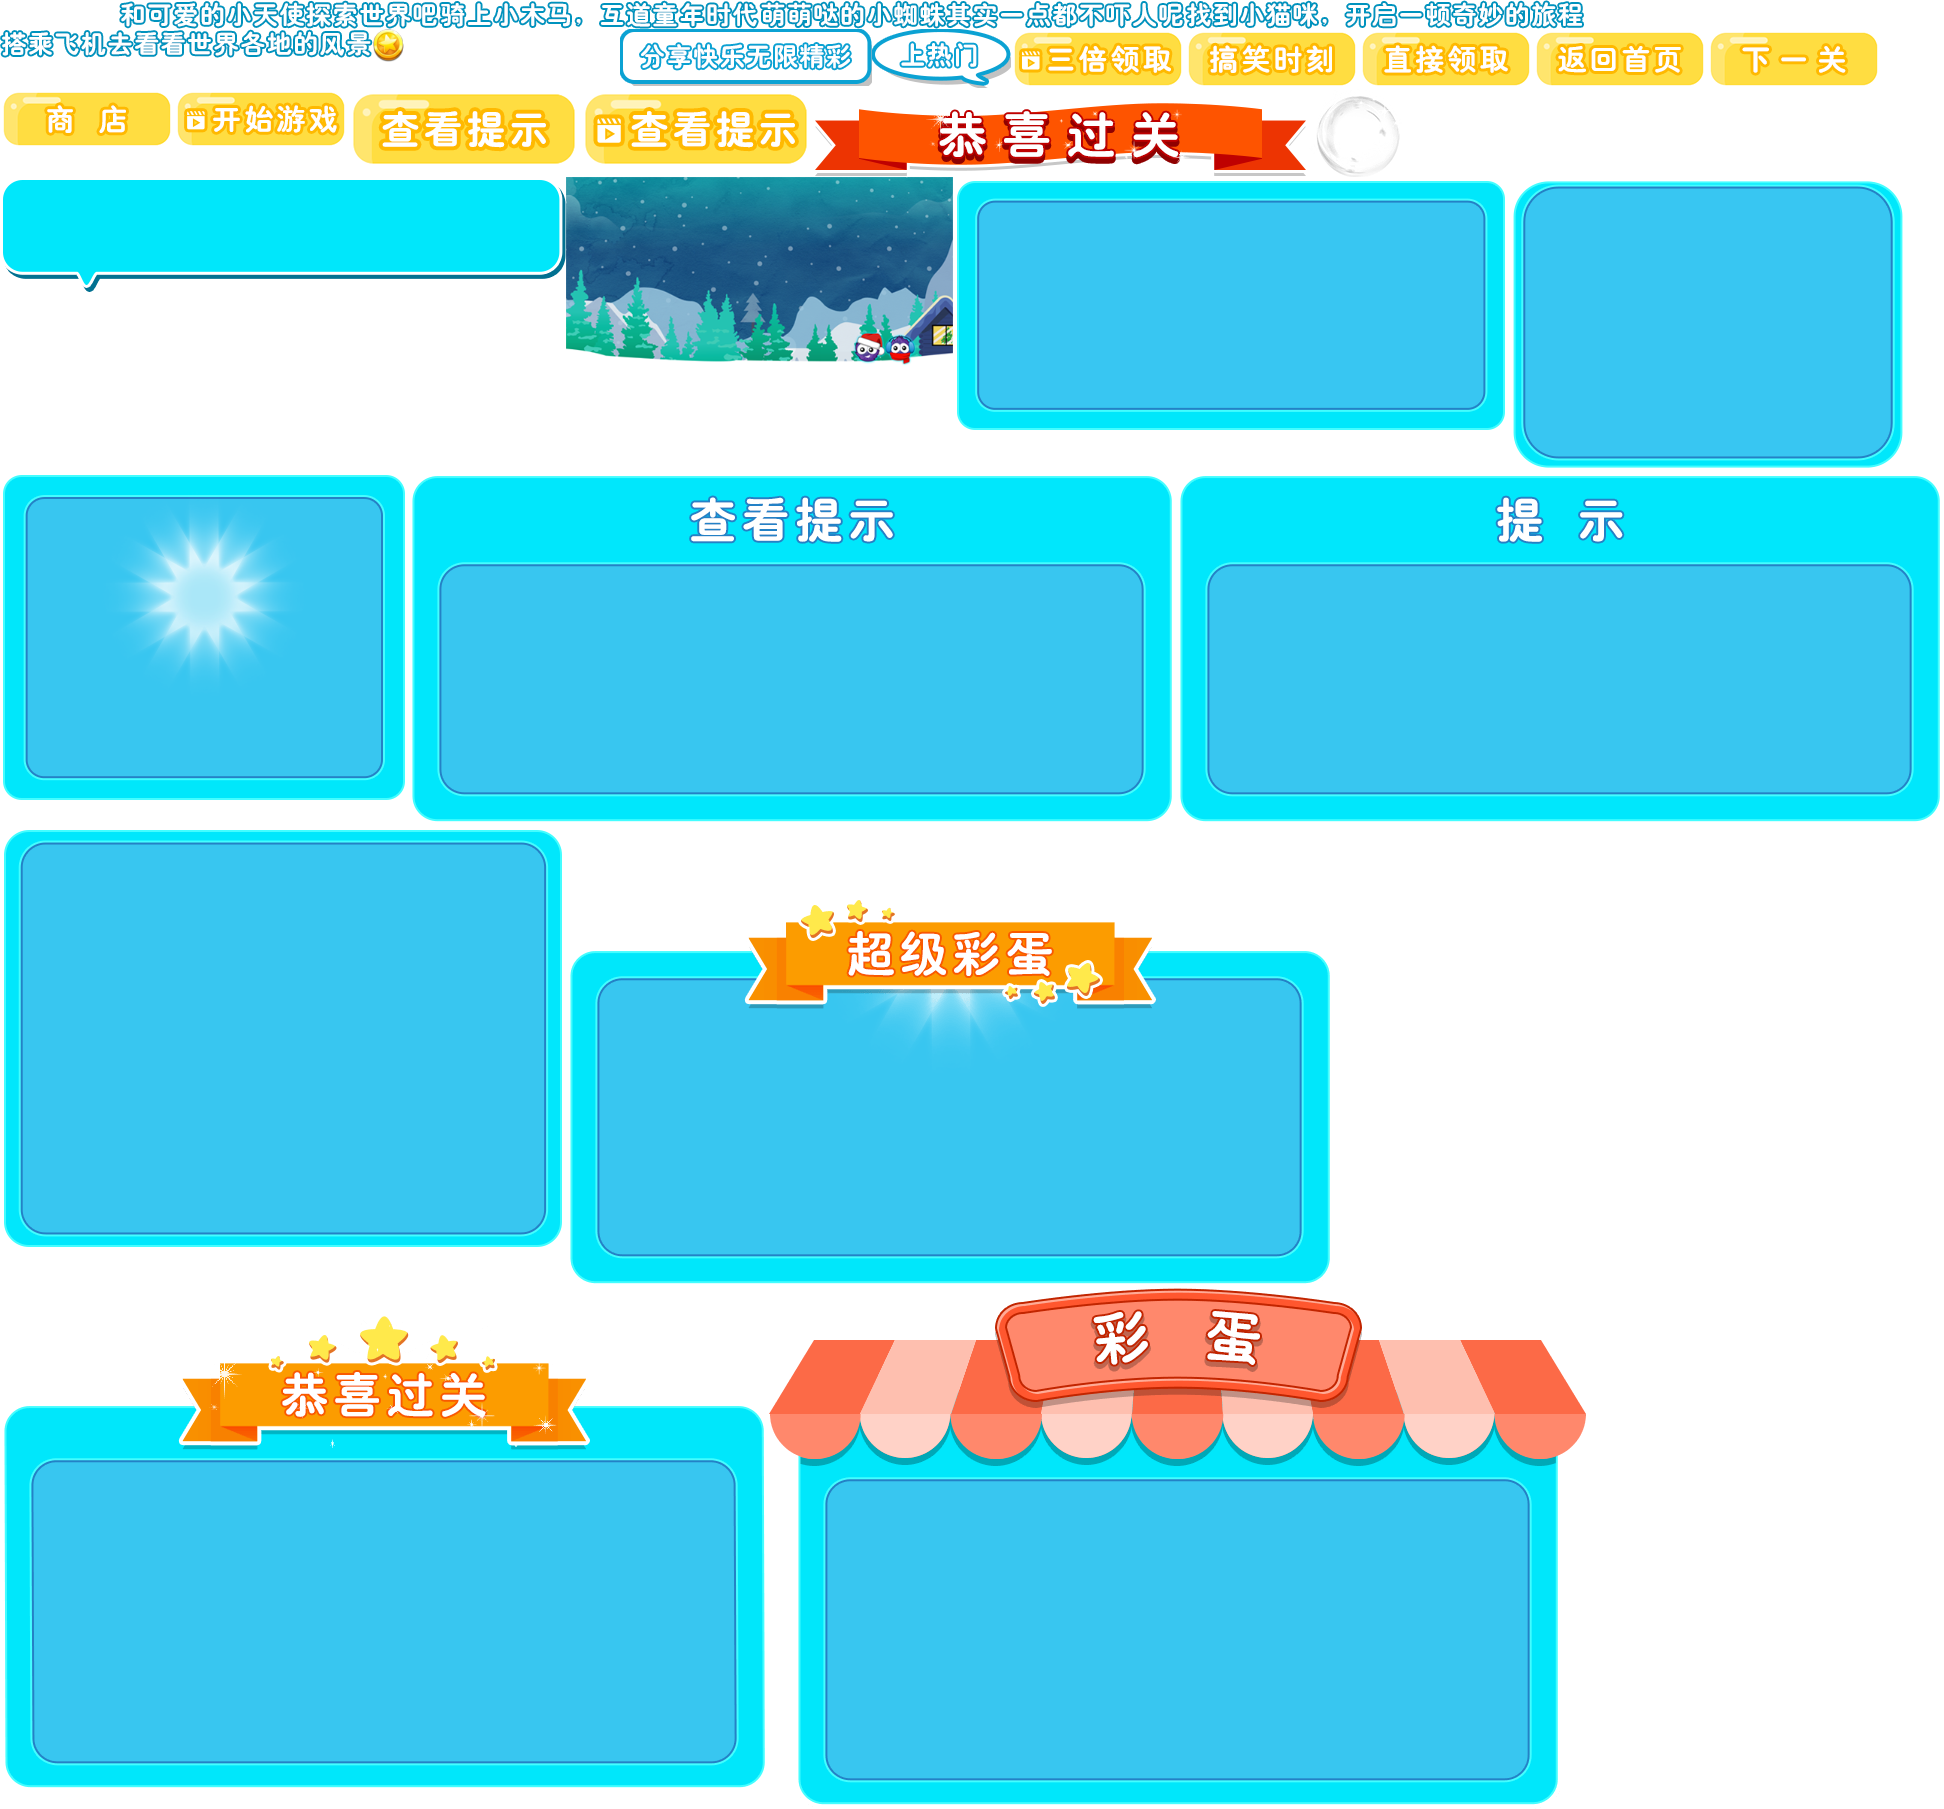 和可爱的小天使探索世界吧骑上小木马，互道童年时代萌萌哒的小蜘蛛其实一点都不吓人呢找到小猫咪，开启一顿奇妙的旅程
搭乘飞机去看看世界各地的风景
分享快乐无限精彩
上热门
三倍领取
搞笑时刻
直接领取
返回首页
下一关
商店
开始游戏
查看提示
查看提示
恭喜过关
查看提示
提示
超级彩蛋
恭喜过关
彩蛋